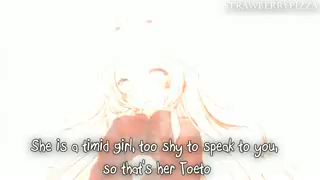 STRAWBERRY PIZZA
She is a timid girl, too shy to speak to you,
so that's her Toeto